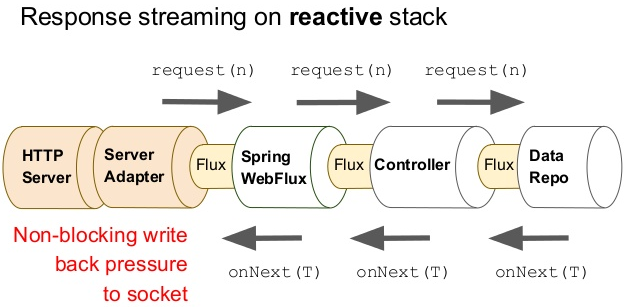 Response streaming on reactive stack
request(n) request(n) request(n)
HTTP
Server
Server
Adapter
Flux
Spring
WebFlux
Flux
Controller
Flux
Data
Repo
Non-blocking write
back pressure
to socket
onNext(T) onNext(T) onNext(T)